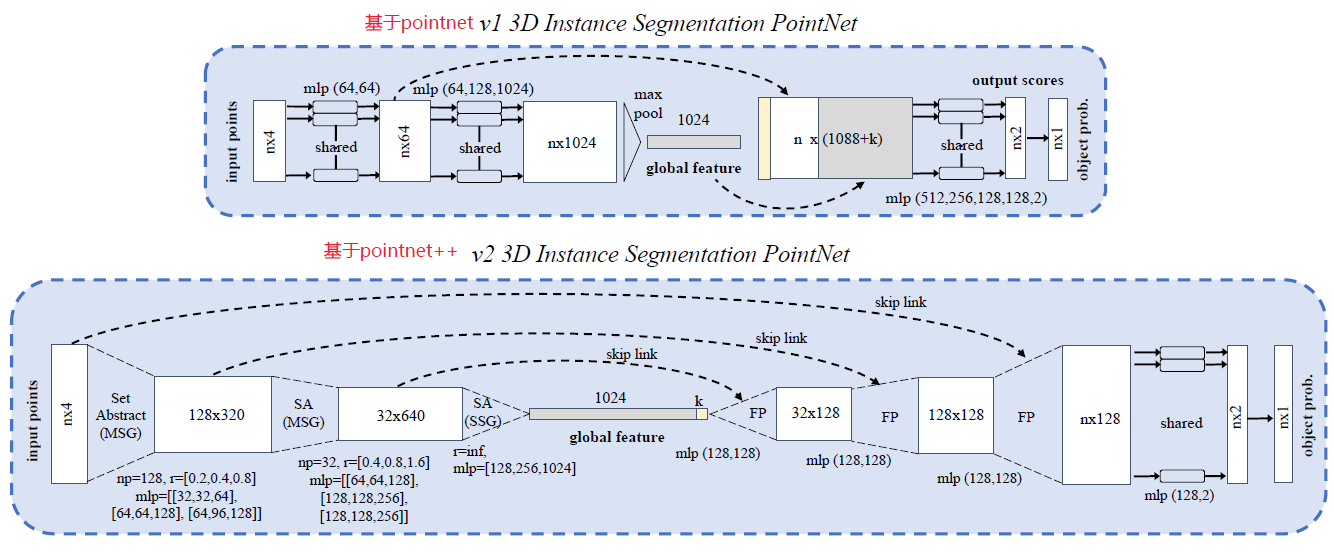 基于pointnet v1 3D Instance Segmentation PointNet
input points
nx4
mlp (64,64)
shared
nx64
mlp (64,128,1024)
shared
nx1024
max
pool
1024
global feature
n x (1088+k)
shared
mlp (512,256,128,128,2)
output scores
nx2
nx1
object prob.
基于pointnet++ v2 3D Instance Segmentation PointNet
skip link
skip link
skip link
input points
nx4
Set
Abstract
(MSG)
np=128, r=[0.2,0.4,0.8]
mlp=[[32,32,64],
[64,64,128], [64,96,128]]
128x320
SA
(MSG)
np=32, r=[0.4,0.8,1.6]
mlp=[[64,64,128],
[128,128,256],
[128,128,256]]
32x640
SA
(SSG)
r=inf,
mlp=[128,256,1024]
1024
k
global feature
FP
mlp (128,128)
32x128
FP
mlp (128,128)
128x128
FP
mlp (128,128)
nx128
shared
mlp (128,2)
nx2
nx1
object prob.